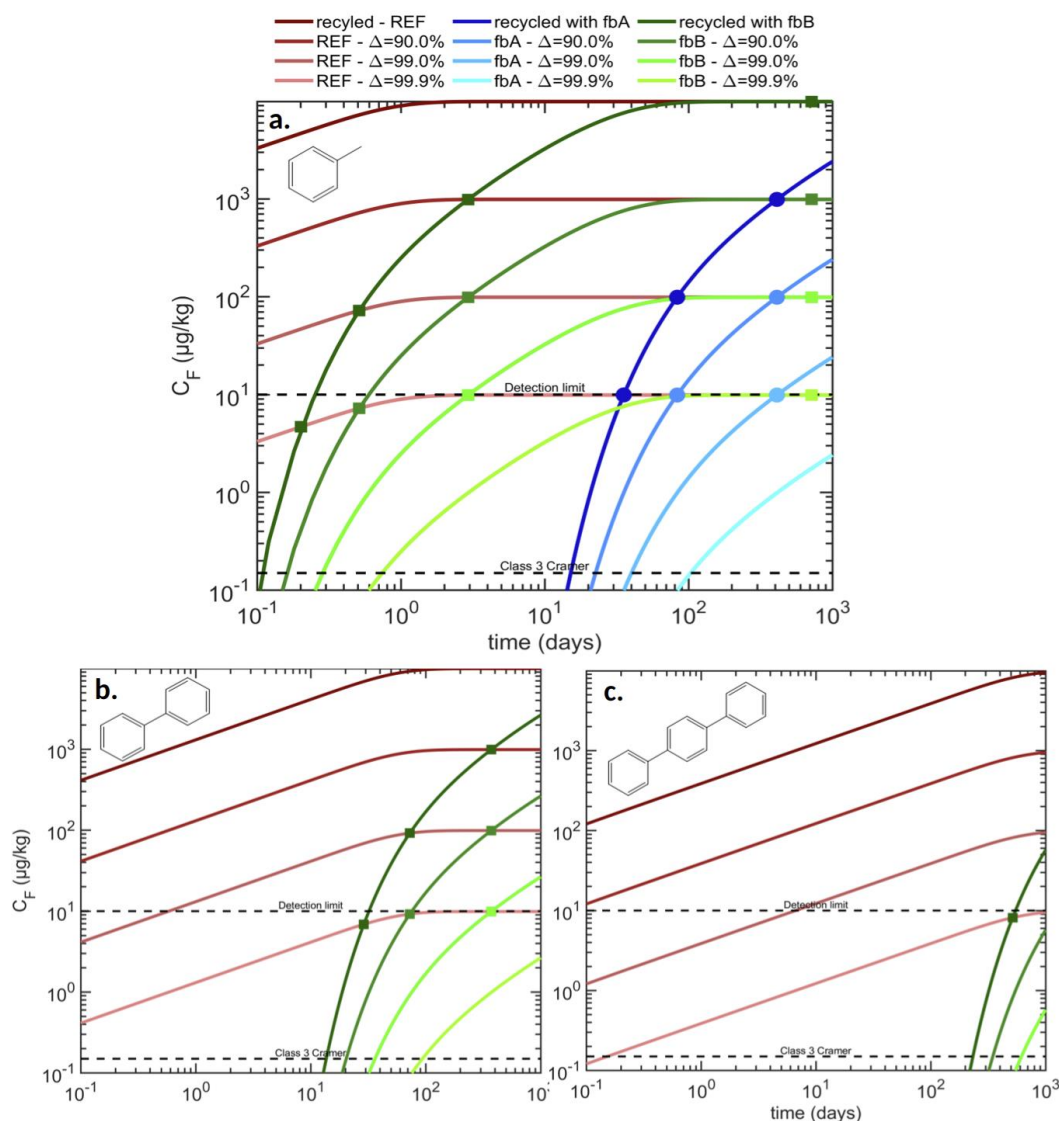 recyled - REF recycled with fbA recycled with fbB
REF - Δ=90.0% fbA - Δ=90.0% fbB - Δ=90.0%
REF - Δ=99.0% fbA - Δ=99.0% fbB - Δ=99.0%
REF - Δ=99.9% fbA - Δ=99.9% fbB - Δ=99.9%
a.
10³
10²
C_F (µg/kg)
Detection limit
10¹
10⁰
Class 3 Cramer
10⁻¹
10⁻¹ 10⁰ 10¹ 10² 10³
time (days)
b.
10³
10²
C_F (µg/kg)
Detection limit
10¹
10⁰
Class 3 Cramer
10⁻¹
10⁻¹ 10⁰ 10¹ 10² 10
c.
10³
10²
Detection limit
10¹
10⁰
Class 3 Cramer
10⁻¹
10⁻¹ 10⁰ 10¹ 10² 10³
time (days)